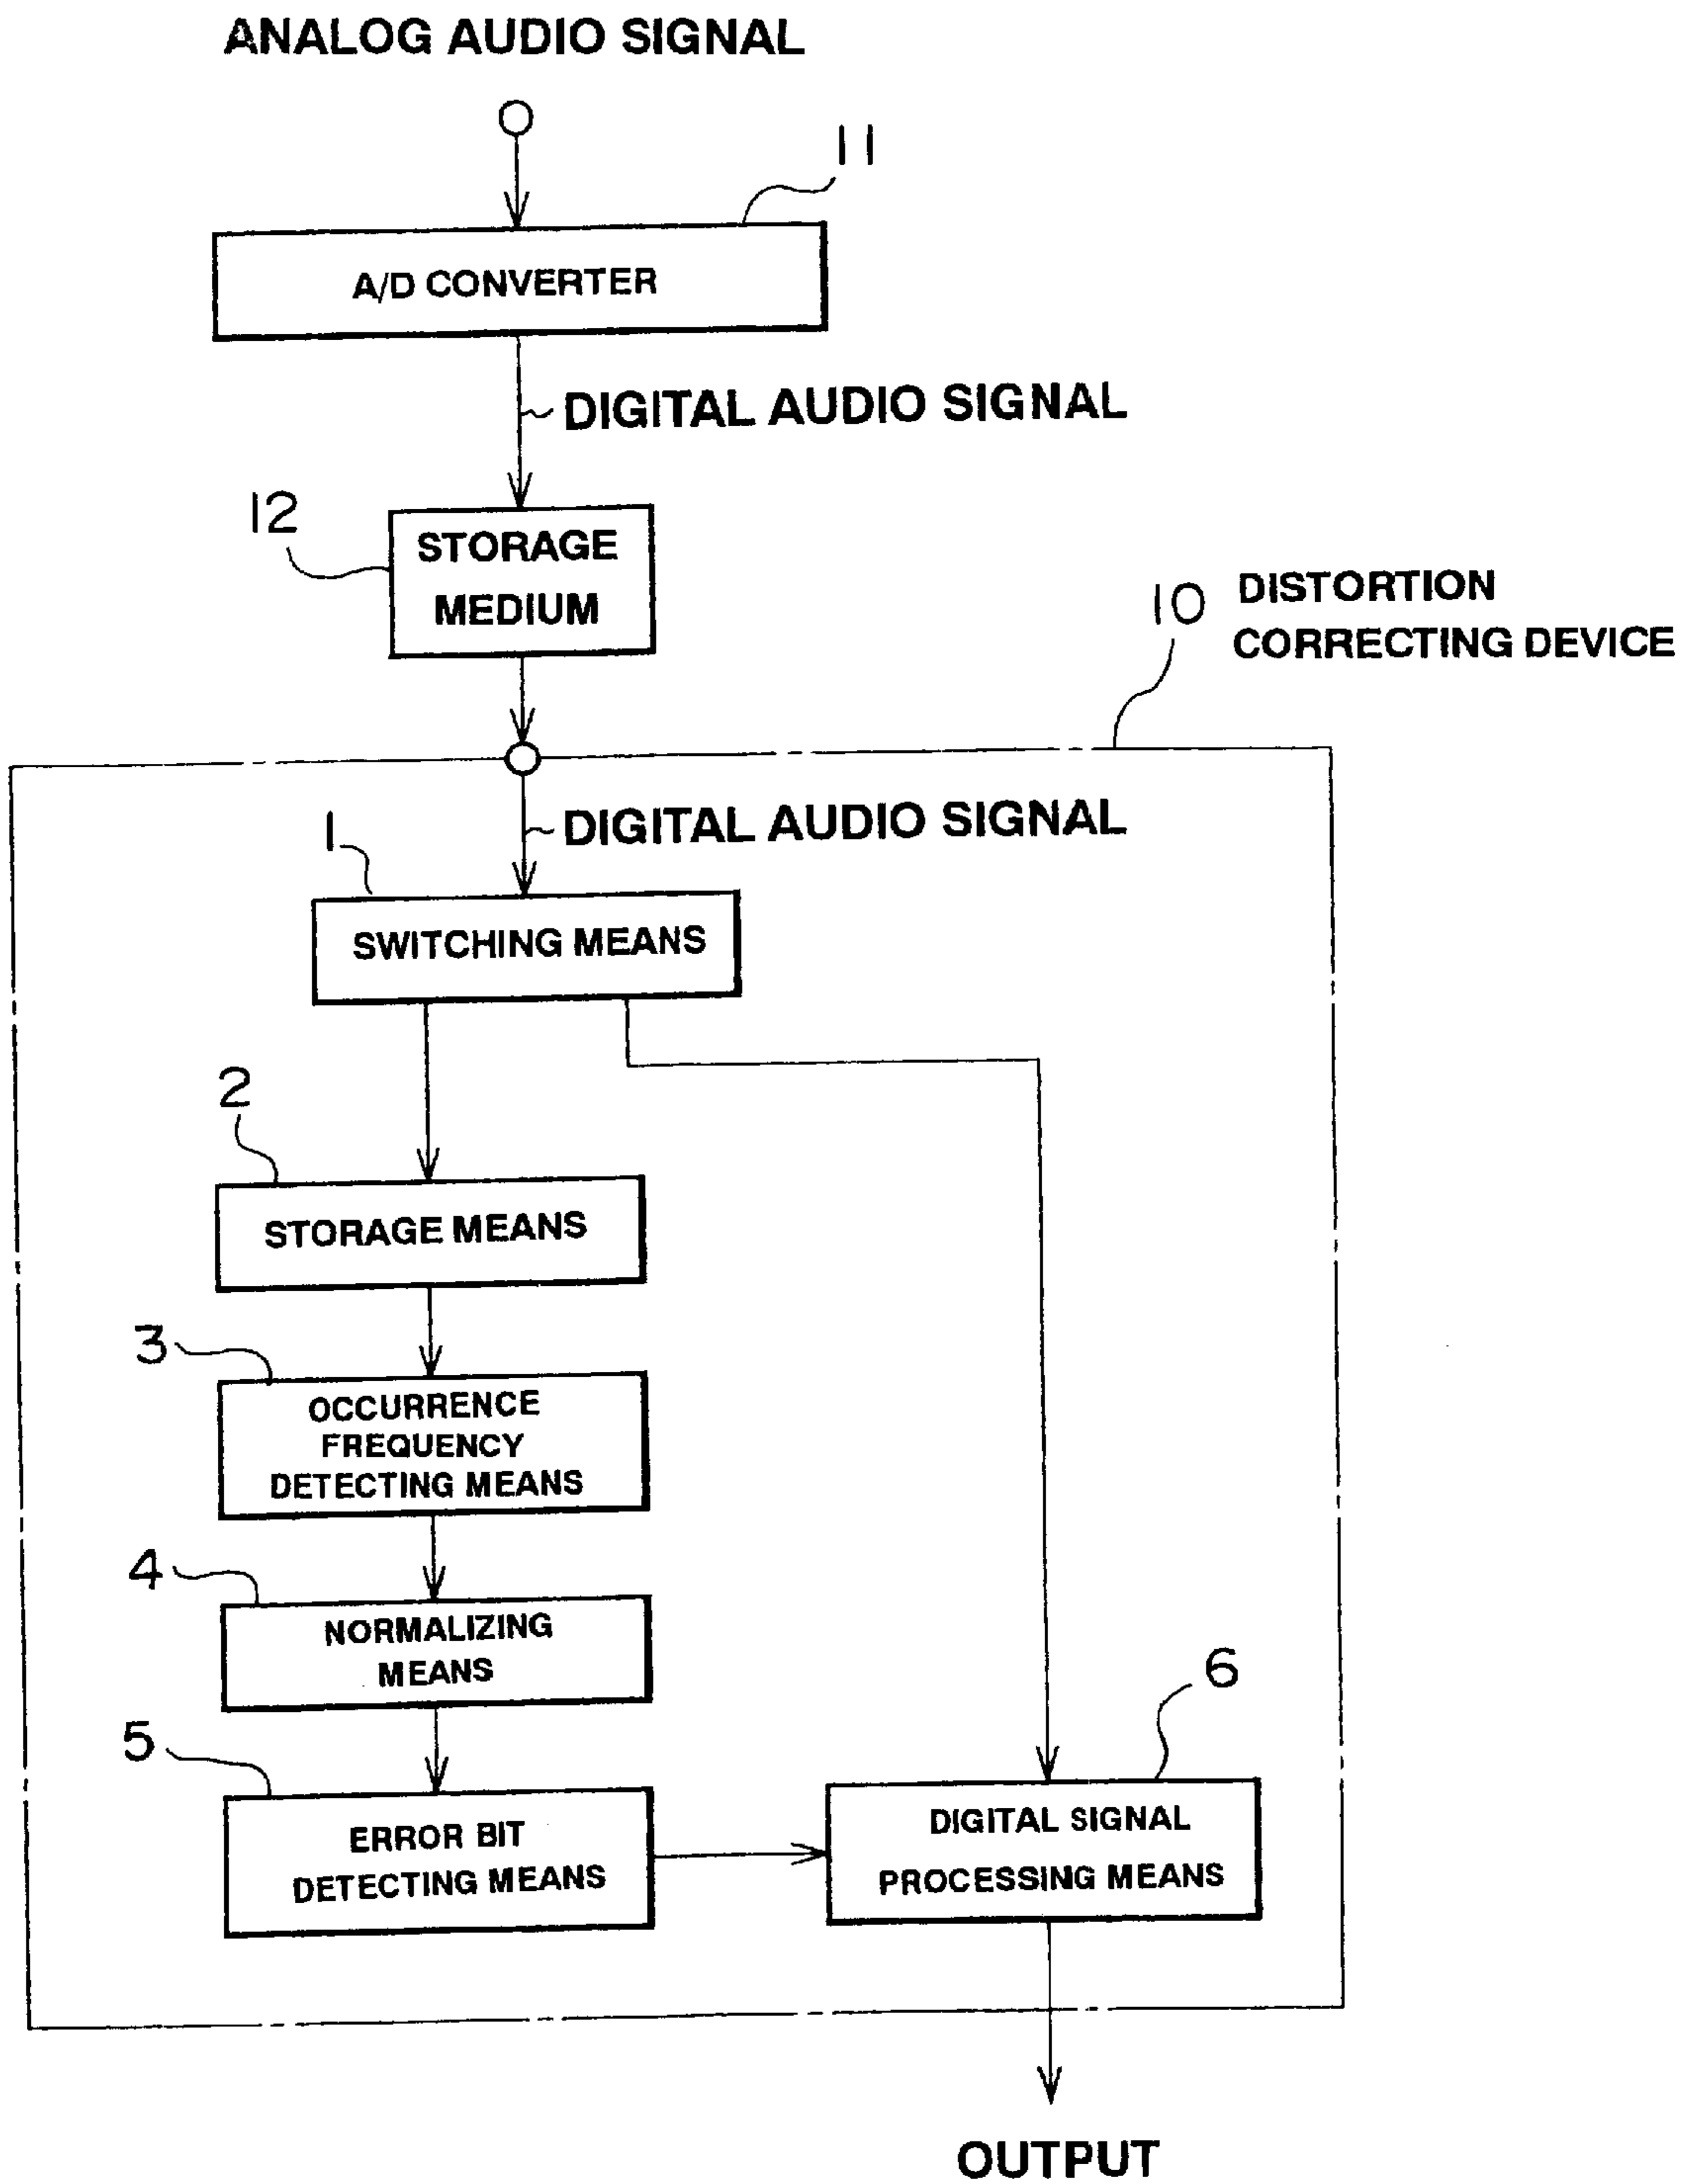 ANALOG AUDIO SIGNAL
11
A/D CONVERTER
DIGITAL AUDIO SIGNAL
12
STORAGE
MEDIUM
10
DISTORTION
CORRECTING DEVICE
DIGITAL AUDIO SIGNAL
1
SWITCHING MEANS
2
STORAGE MEANS
3
OCCURRENCE
FREQUENCY
DETECTING MEANS
4
NORMALIZING
MEANS
5
ERROR BIT
DETECTING MEANS
6
DIGITAL SIGNAL
PROCESSING MEANS
OUTPUT